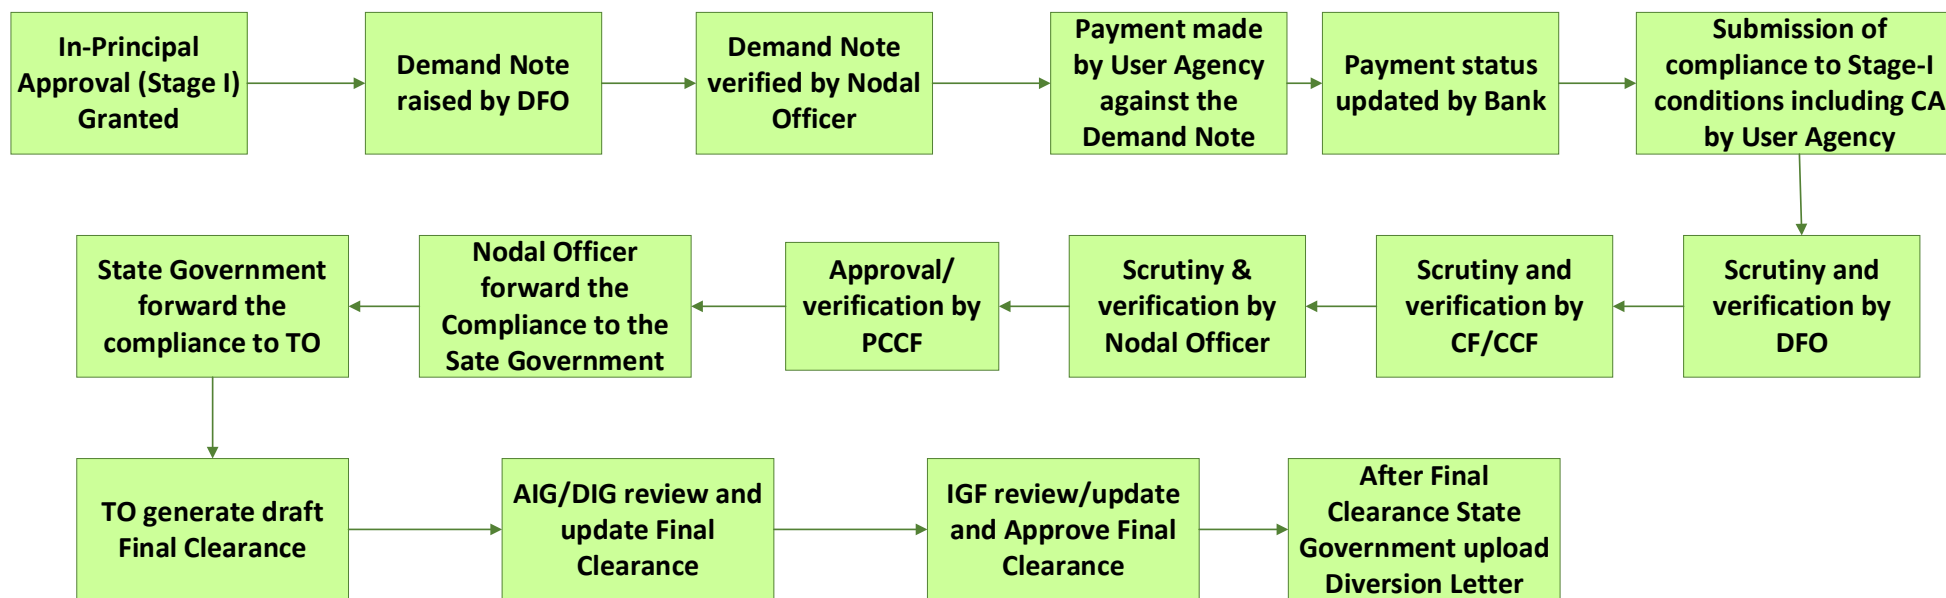 In-Principal
Approval (Stage I)
Granted
Demand Note
raised by DFO
Demand Note
verified by Nodal
Officer
Payment made
by User Agency
against the
Demand Note
Payment status
updated by Bank
Submission of
compliance to Stage-I
conditions including CA
by User Agency
Scrutiny and
verification by
DFO
Scrutiny and
verification by
CF/CCF
Scrutiny &
verification by
Nodal Officer
Approval/
verification by
PCCF
Nodal Officer
forward the
Compliance to the
Sate Government
State Government
forward the
compliance to TO
TO generate draft
Final Clearance
AIG/DIG review and
update Final
Clearance
IGF review/update
and Approve Final
Clearance
After Final
Clearance State
Government upload
Diversion Letter